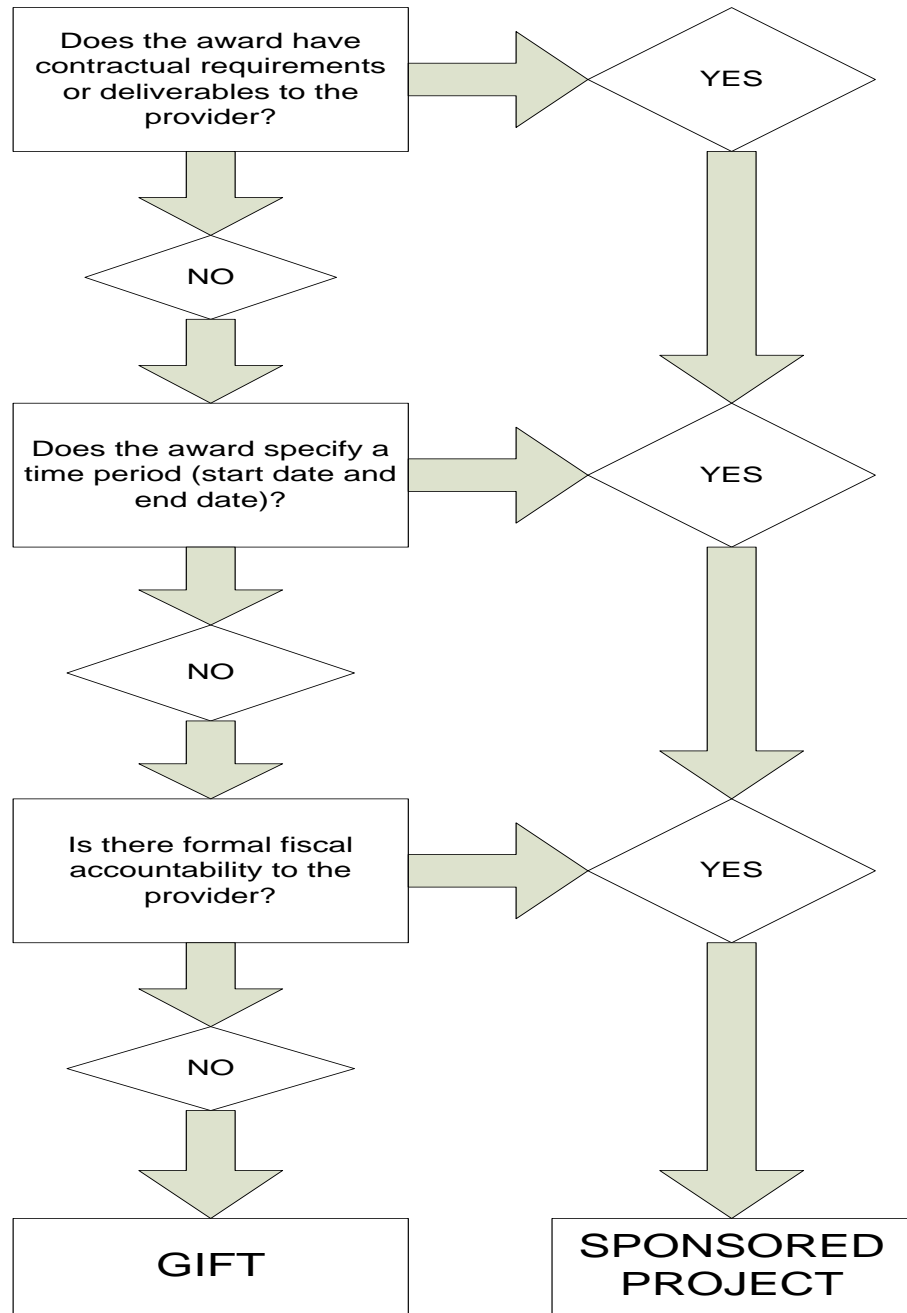 Does the award have
contractual requirements
or deliverables to the
provider?
YES
NO
Does the award specify a
time period (start date and
end date)?
YES
NO
Is there formal fiscal
accountability to the
provider?
YES
NO
GIFT
SPONSORED
PROJECT